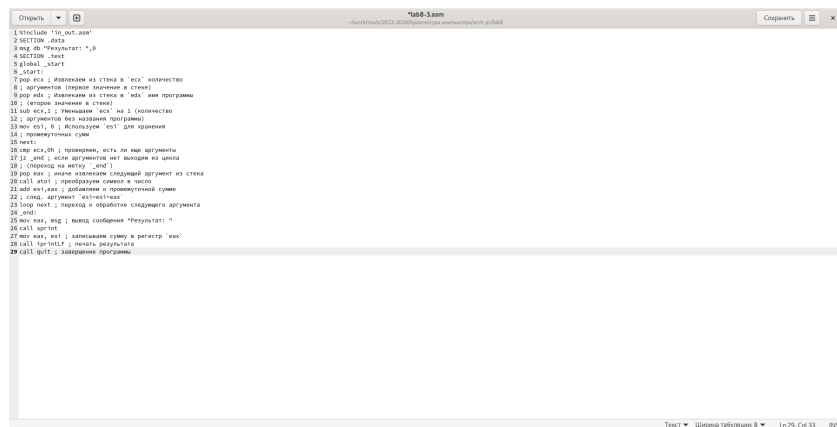 Открыть
*lab8-3.asm
~/work/study/2023-2024/Архитектура компьютера/arch-pc/lab8
Сохранить
1 %include 'in_out.asm'
2 SECTION .data
3 msg db "Результат: ",0
4 SECTION .text
5 global _start
6 _start:
7 pop ecx ; Извлекаем из стека в `ecx` количество
8 ; аргументов (первое значение в стеке)
9 pop edx ; Извлекаем из стека в `edx` имя программы
10 ; (второе значение в стеке)
11 sub ecx,1 ; Уменьшаем `ecx` на 1 (количество
12 ; аргументов без названия программы)
13 mov esi, 0 ; Используем `esi` для хранения
14 ; промежуточных сумм
15 next:
16 cmp ecx,0h ; проверяем, есть ли еще аргументы
17 jz _end ; если аргументов нет выходим из цикла
18 ; (переход на метку `_end`)
19 pop eax ; иначе извлекаем следующий аргумент из стека
20 call atoi ; преобразуем символ в число
21 add esi,eax ; добавляем к промежуточной сумме
22 ; след. аргумент `esi=esi+eax`
23 loop next ; переход к обработке следующего аргумента
24 _end:
25 mov eax, msg ; вывод сообщения "Результат: "
26 call sprint
27 mov eax, esi ; записываем сумму в регистр `eax`
28 call iprintLF ; печать результата
29 call quit ; завершение программы
Текст Ширина табуляции: 8 Ln 29, Col 33 INS